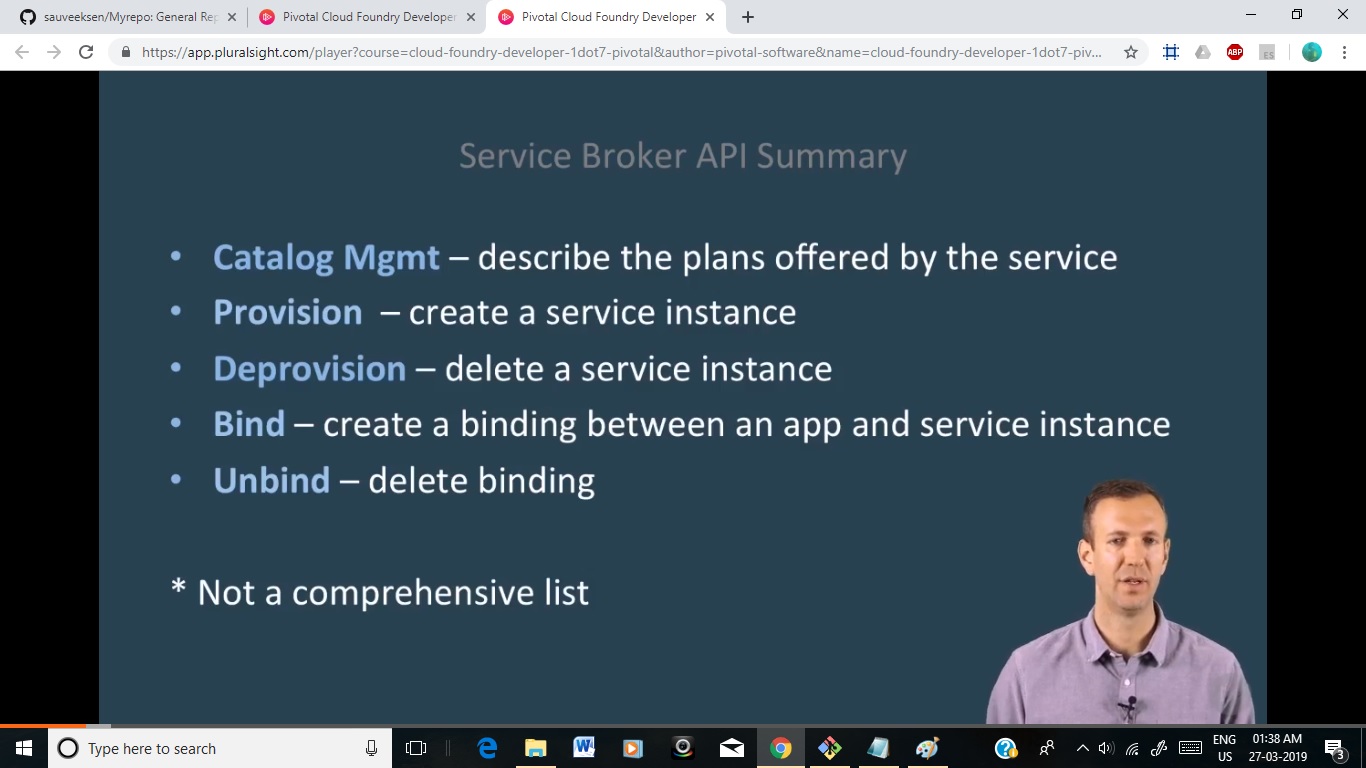 sauveeksen/Myrepo: General Rep
Pivotal Cloud Foundry Developer
Pivotal Cloud Foundry Developer
https://app.pluralsight.com/player?course=cloud-foundry-developer-1dot7-pivotal&author=pivotal-software&name=cloud-foundry-developer-1dot7-piv...
ABP
ES
Service Broker API Summary
• Catalog Mgmt – describe the plans offered by the service
• Provision – create a service instance
• Deprovision – delete a service instance
• Bind – create a binding between an app and service instance
• Unbind – delete binding
* Not a comprehensive list
Type here to search
ENG
US
01:38 AM
27-03-2019
3